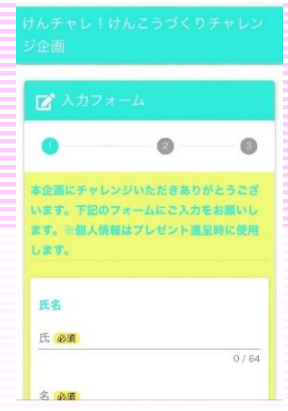 けんチャレ！けんこうづくりチャレン
ジ企画
入力フォーム
1 2 3
本企画にチャレンジいただきありがとうござ
います。下記のフォームにご入力をお願いし
ます。※個人情報はプレゼント進呈時に使用
します。
氏名
氏 必須
0 / 64
名 必須